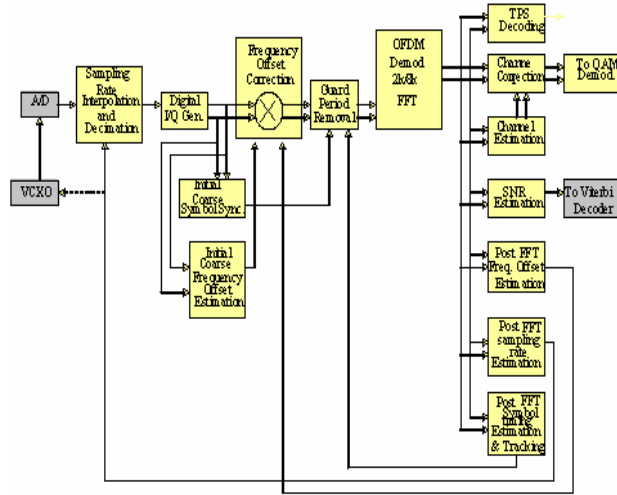 TPS
Decoding
Frequency
Offset
Correction
OFDM
Demod
2k/8k
FFT
Channe
Correction
To QAM
Demod.
Sampling
Rate
Interpolation
and
Decimation
Guard
Period
Removal
A/D
Digital
I/Q Gen.
Channel
Estimation
VCXO
Initial
Coarse
Symbol Sync.
SNR
Estimation
To Viterbi
Decoder
Initial
Coarse
Frequency
Offset
Estimation
Post FFT
Freq. Offset
Estimation
Post FFT
sampling
rate
Estimation
Post FFT
Symbol
timing
Estimation
& Tracking